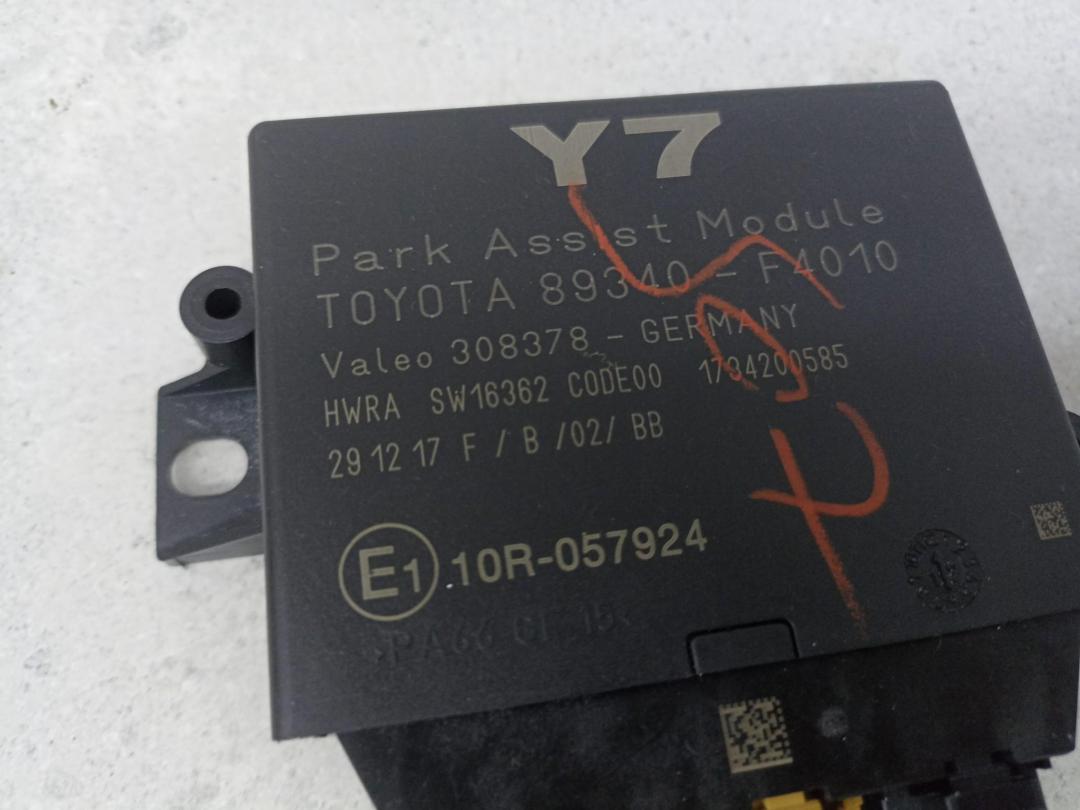 Y7
Park Assist Module
TOYOTA 89340 - F4010
Valeo 308378 - GERMANY
HWRA SW16362 CODE00 1734200585
29 12 17 F / B /02/ BB
E1 10R-057924